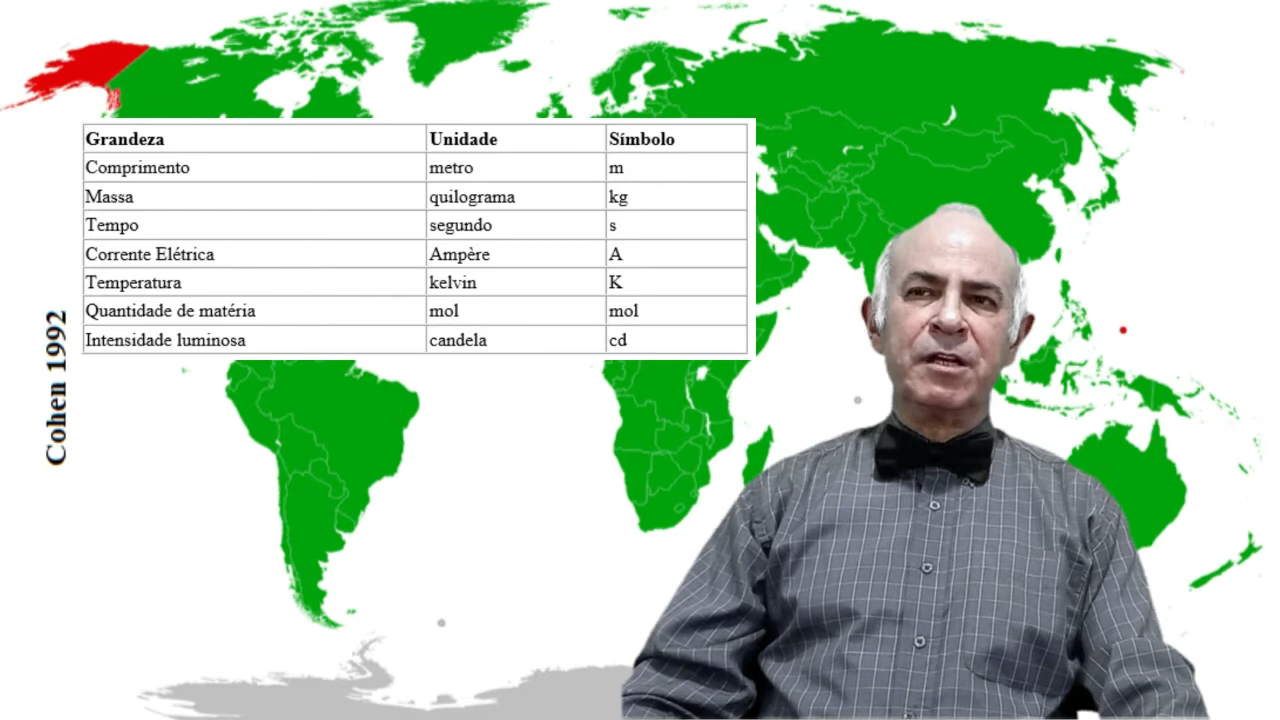 Grandeza Unidade Símbolo
Comprimento metro m
Massa quilograma kg
Tempo segundo s
Corrente Elétrica Ampère A
Temperatura kelvin K
Quantidade de matéria mol mol
Intensidade luminosa candela cd
Cohen 1992